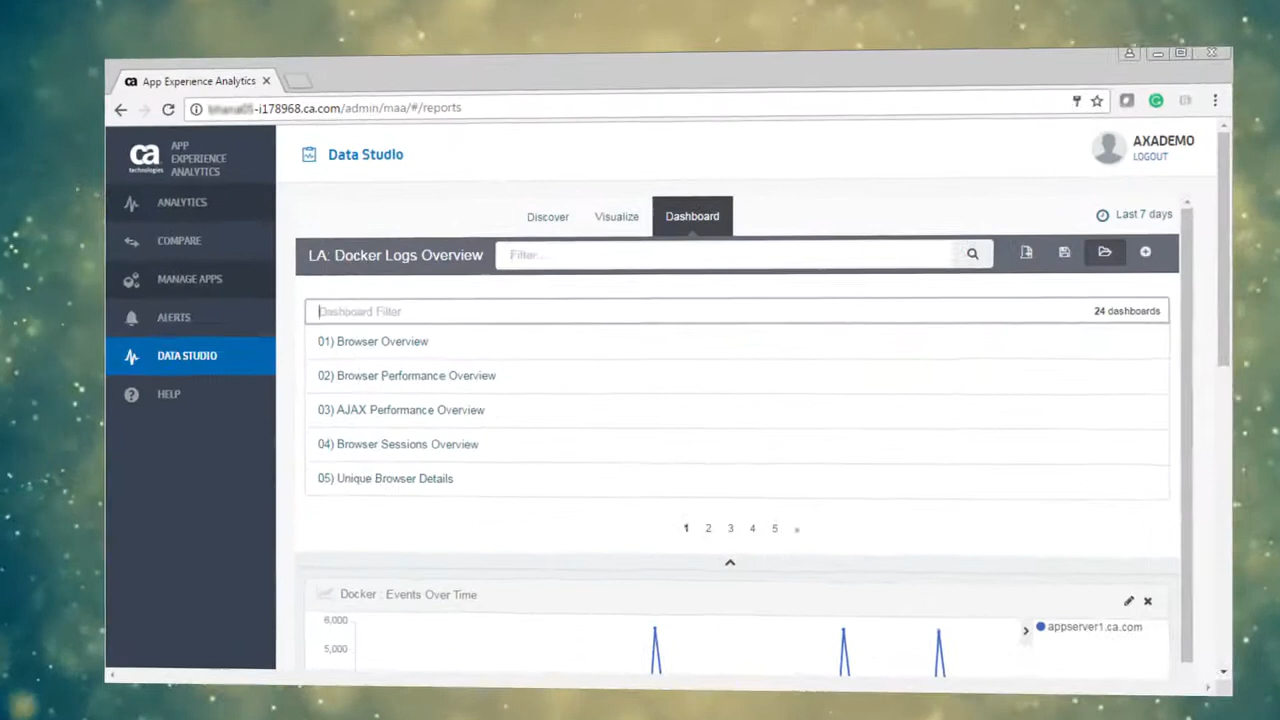 App Experience Analytics
-i178968.ca.com/admin/maa/#/reports
ca
technologies
APP
EXPERIENCE
ANALYTICS
ANALYTICS
COMPARE
MANAGE APPS
ALERTS
DATA STUDIO
HELP
Data Studio
AXADEMO
LOGOUT
Discover
Visualize
Dashboard
Last 7 days
LA: Docker Logs Overview
Filter...
Dashboard Filter
24 dashboards
01) Browser Overview
02) Browser Performance Overview
03) AJAX Performance Overview
04) Browser Sessions Overview
05) Unique Browser Details
1 2 3 4 5 »
Docker : Events Over Time
6,000
5,000
appserver1.ca.com